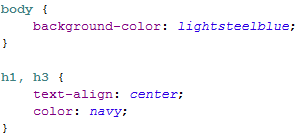 body {
    background-color: lightsteelblue;
}

h1, h3 {
    text-align: center;
    color: navy;
}